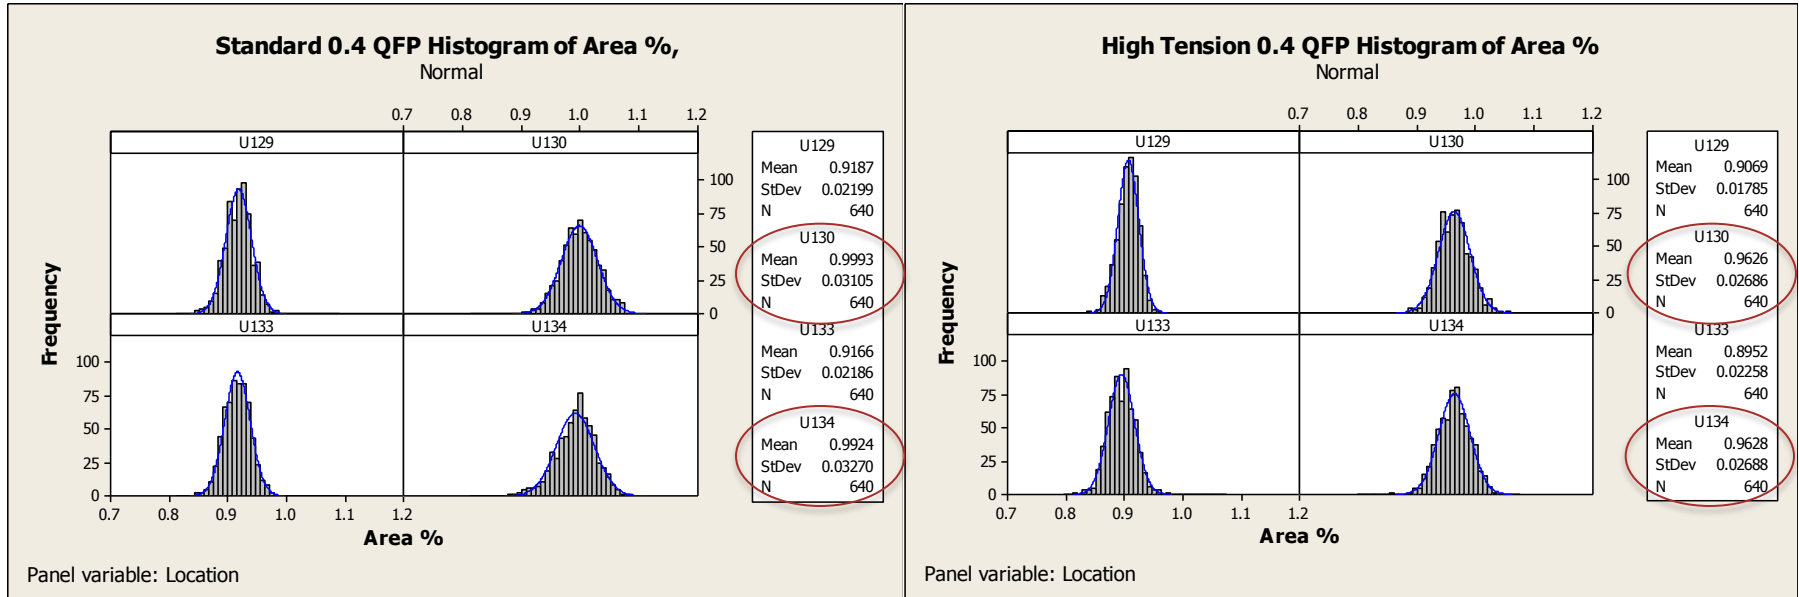 Standard 0.4 QFP Histogram of Area %,
Normal
0.7 0.8 0.9 1.0 1.1 1.2
U129 U130
100
75
50
25
0
U133 U134
100
75
50
25
0
0.7 0.8 0.9 1.0 1.1 1.2
Frequency
Area %
U129
Mean 0.9187
StDev 0.02199
N 640
U130
Mean 0.9993
StDev 0.03105
N 640
U133
Mean 0.9166
StDev 0.02186
N 640
U134
Mean 0.9924
StDev 0.03270
N 640
Panel variable: Location
High Tension 0.4 QFP Histogram of Area %
Normal
0.7 0.8 0.9 1.0 1.1 1.2
U129 U130
100
75
50
25
0
U133 U134
100
75
50
25
0
0.7 0.8 0.9 1.0 1.1 1.2
Frequency
Area %
U129
Mean 0.9069
StDev 0.01785
N 640
U130
Mean 0.9626
StDev 0.02686
N 640
U133
Mean 0.8952
StDev 0.02258
N 640
U134
Mean 0.9628
StDev 0.02688
N 640
Panel variable: Location